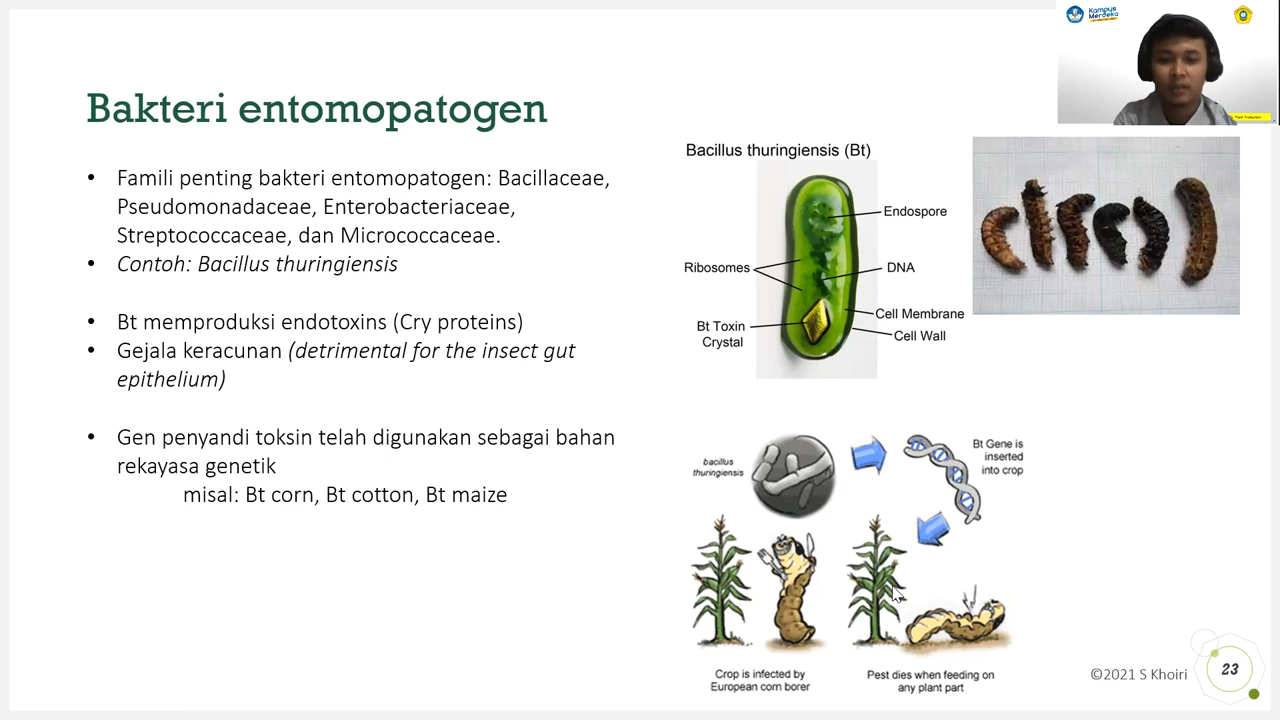 Kampus
Merdeka
Bakteri entomopatogen
• Famili penting bakteri entomopatogen: Bacillaceae,
Pseudomonadaceae, Enterobacteriaceae,
Streptococcaceae, dan Micrococcaceae.
• Contoh: Bacillus thuringiensis
• Bt memproduksi endotoxins (Cry proteins)
• Gejala keracunan (detrimental for the insect gut
epithelium)
• Gen penyandi toksin telah digunakan sebagai bahan
rekayasa genetik
misal: Bt corn, Bt cotton, Bt maize
Bacillus thuringiensis (Bt)
Endospore
Ribosomes
DNA
Cell Membrane
Bt Toxin
Crystal
Cell Wall
bacillus
thuringiensis
Bt Gene is
inserted
into crop
Crop is infected by
European corn borer
Pest dies when feeding on
any plant part
©2021 S Khoiri
23